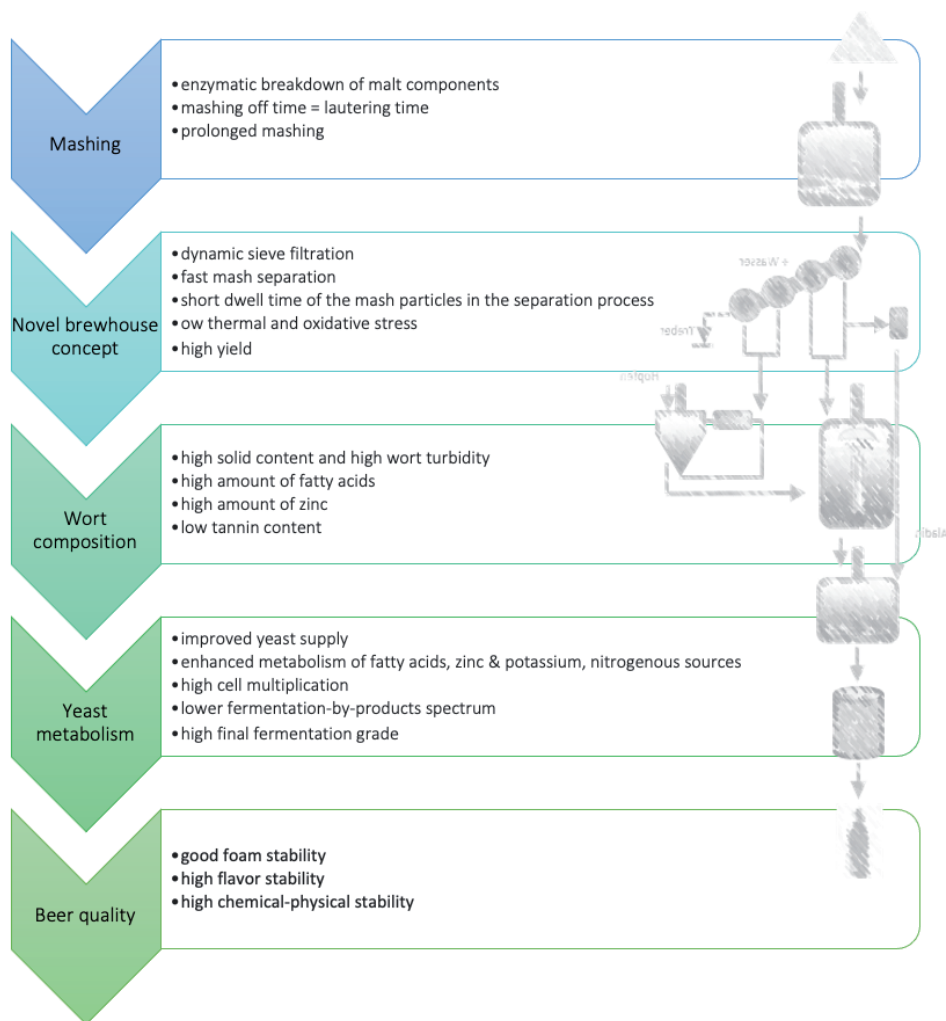 Mashing
• enzymatic breakdown of malt components
• mashing off time = lautering time
• prolonged mashing
Novel brewhouse
concept
• dynamic sieve filtration
• fast mash separation
• short dwell time of the mash particles in the separation process
• ow thermal and oxidative stress
• high yield
+ Wasser
Treber
Hopfen
Wort
composition
• high solid content and high wort turbidity
• high amount of fatty acids
• high amount of zinc
• low tannin content
Yeast
metabolism
• improved yeast supply
• enhanced metabolism of fatty acids, zinc & potassium, nitrogenous sources
• high cell multiplication
• lower fermentation-by-products spectrum
• high final fermentation grade
Beer quality
• good foam stability
• high flavor stability
• high chemical-physical stability